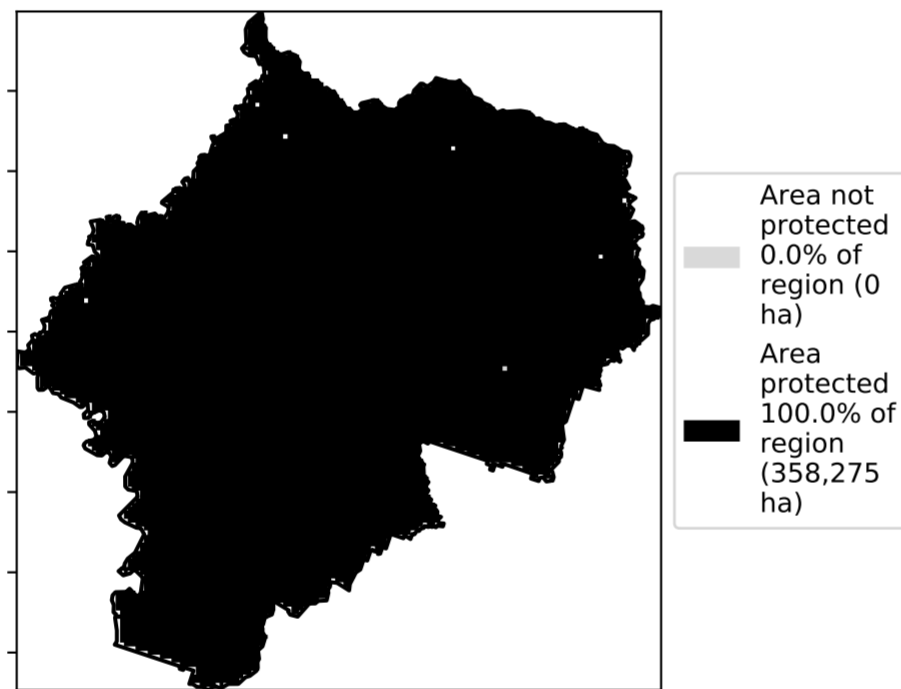 Area not
protected
0.0% of
region (0
ha)
Area
protected
100.0% of
region
(358,275
ha)